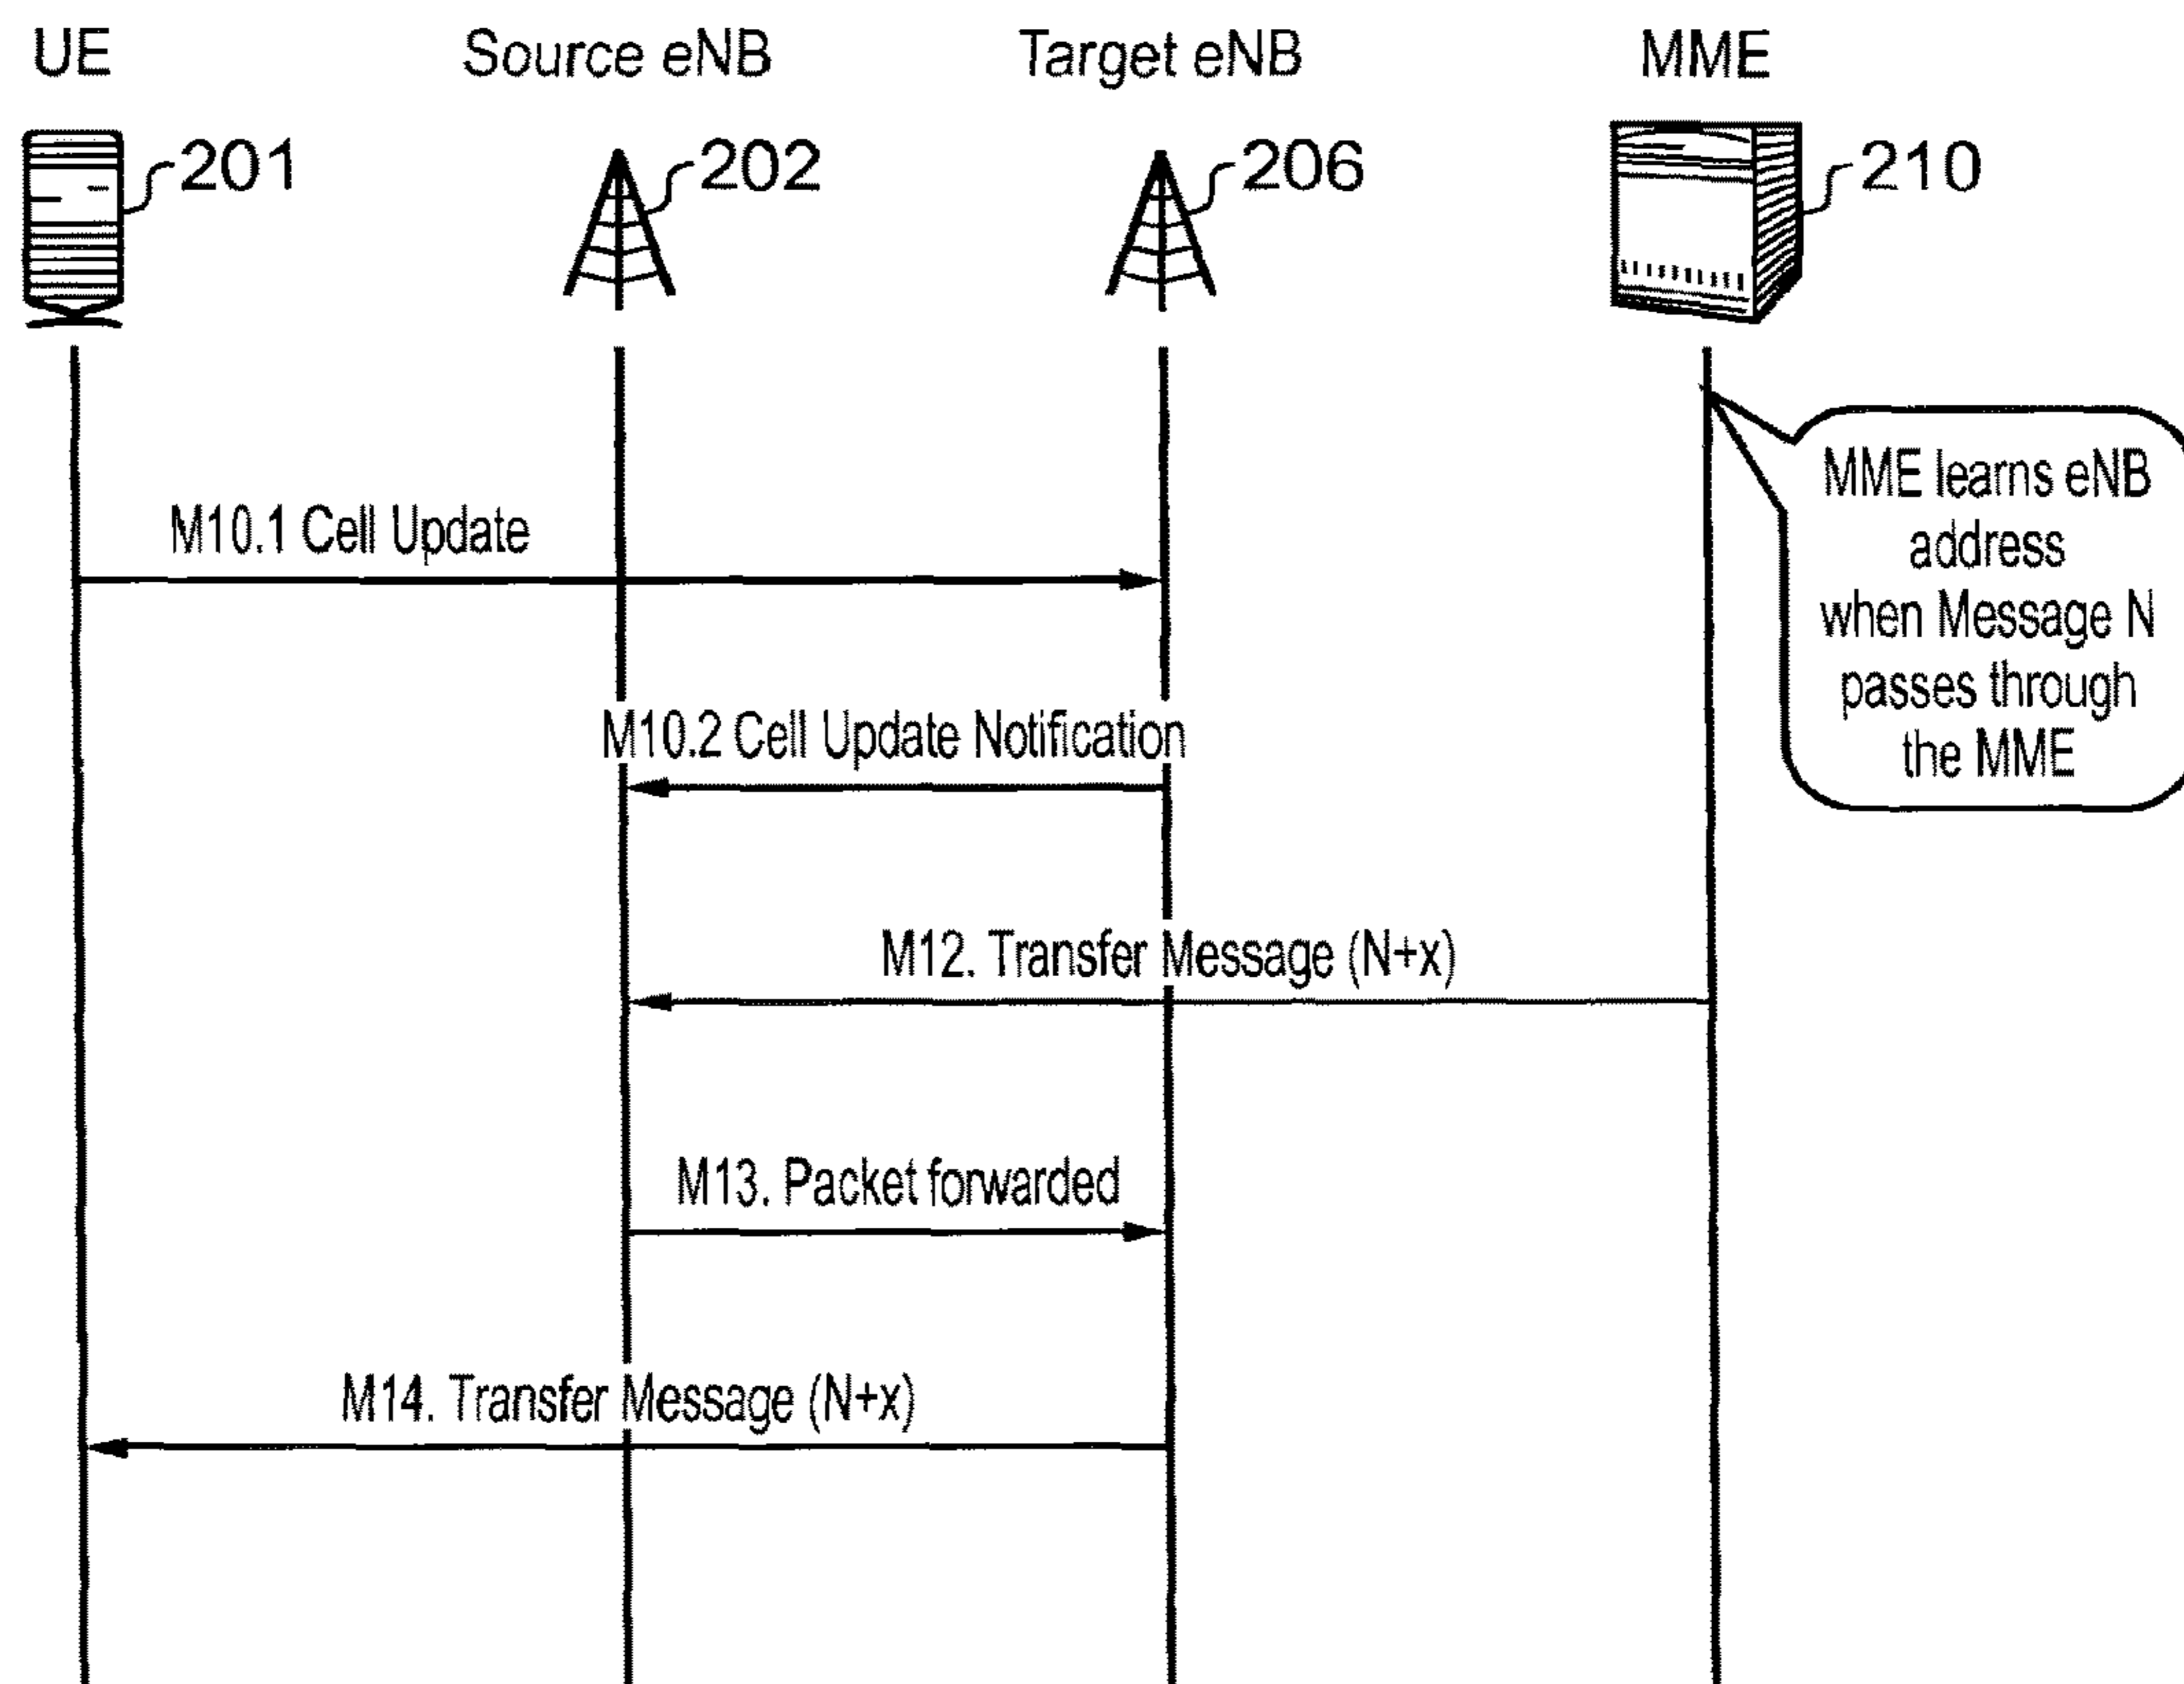 UE
Source eNB
Target eNB
MME
201
202
206
210
MME learns eNB
address
when Message N
passes through
the MME
M10.1 Cell Update
M10.2 Cell Update Notification
M12. Transfer Message (N+x)
M13. Packet forwarded
M14. Transfer Message (N+x)